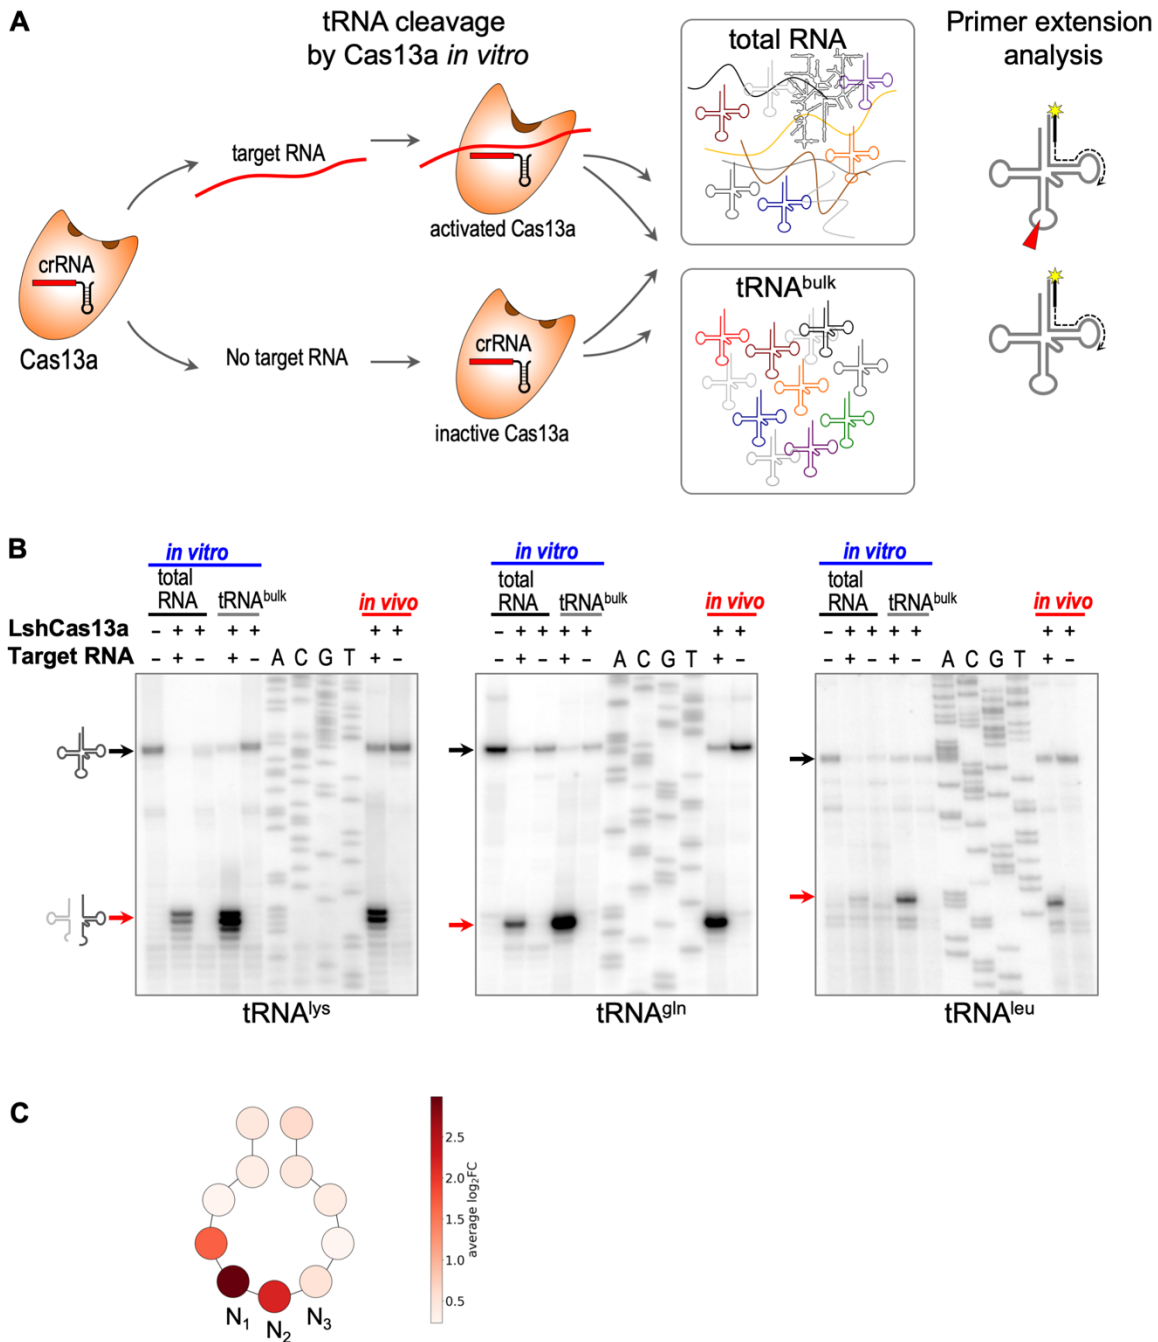 A
tRNA cleavage
by Cas13a in vitro
Primer extension
analysis
total RNA
target RNA
activated Cas13a
crRNA
Cas13a
tRNAᵇᵘˡᵏ
No target RNA
crRNA
inactive Cas13a
B
in vitro
total
RNA
tRNAᵇᵘˡᵏ
in vivo
in vitro
total
RNA
tRNAᵇᵘˡᵏ
in vivo
in vitro
total
RNA
tRNAᵇᵘˡᵏ
in vivo
LshCas13a – + + + + + + – + + + + + + – + + + + + +
Target RNA + – + – A C G T + – + – + – A C G T + – + – + – A C G T + –
tRNAˡʸˢ
tRNAᵍˡⁿ
tRNAˡᵉᵘ
C
2.5
2.0
1.5
1.0
0.5
average log₂FC
N₁ N₂ N₃